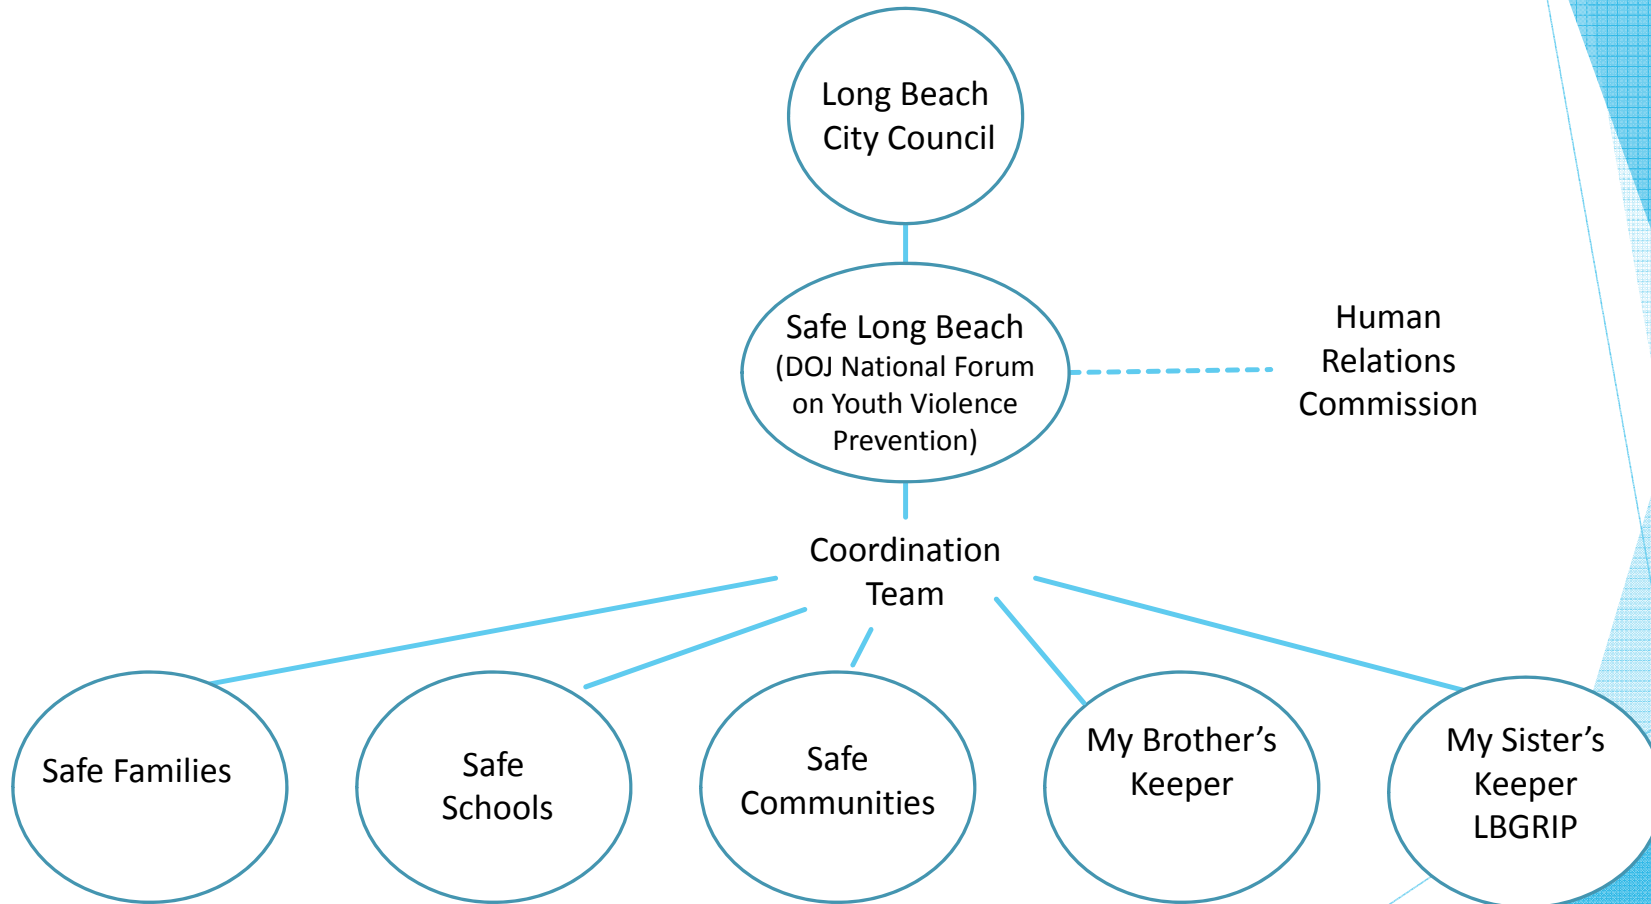 Long Beach
City Council
Safe Long Beach
(DOJ National Forum
on Youth Violence
Prevention)
Human
Relations
Commission
Coordination
Team
Safe Families
Safe
Schools
Safe
Communities
My Brother’s
Keeper
My Sister’s
Keeper
LBGRIP